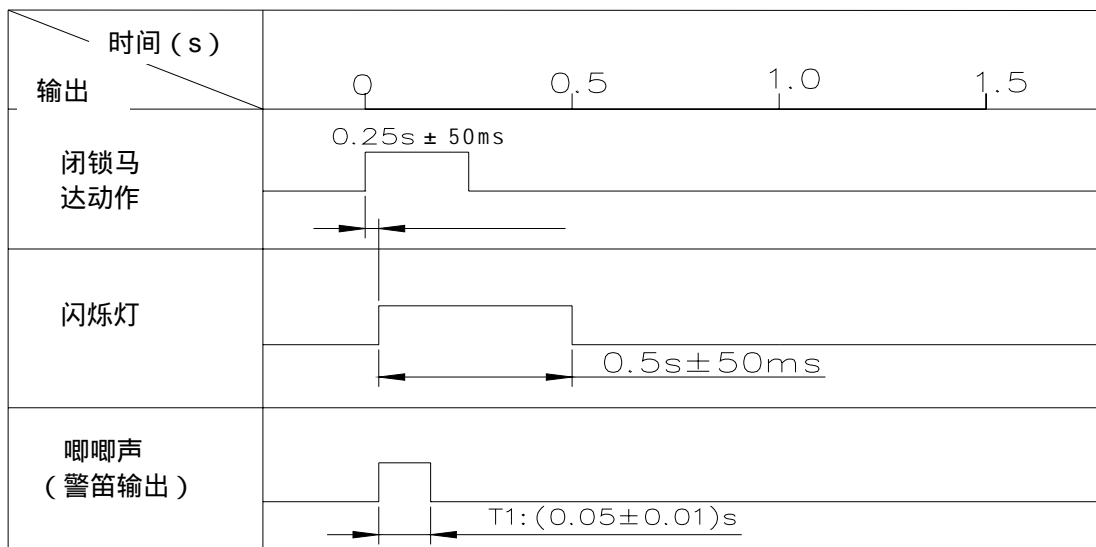 时间（s）
输出
0 0.5 1.0 1.5
0.25s ± 50ms
闭锁马
达动作
闪烁灯
0.5s±50ms
唧唧声
（警笛输出）
T1:(0.05±0.01)s